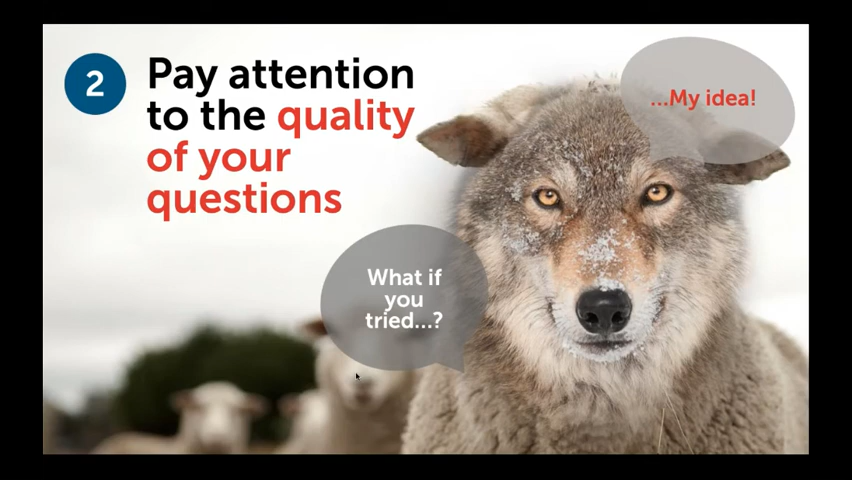 2
Pay attention
to the quality
of your
questions
...My idea!
What if
you
tried...?